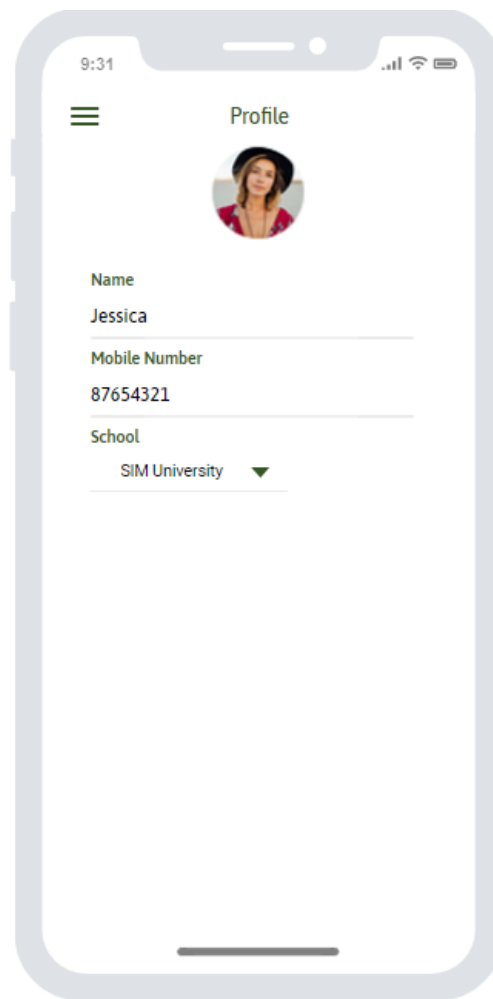 9:31
Profile
Name
Jessica
Mobile Number
87654321
School
SIM University